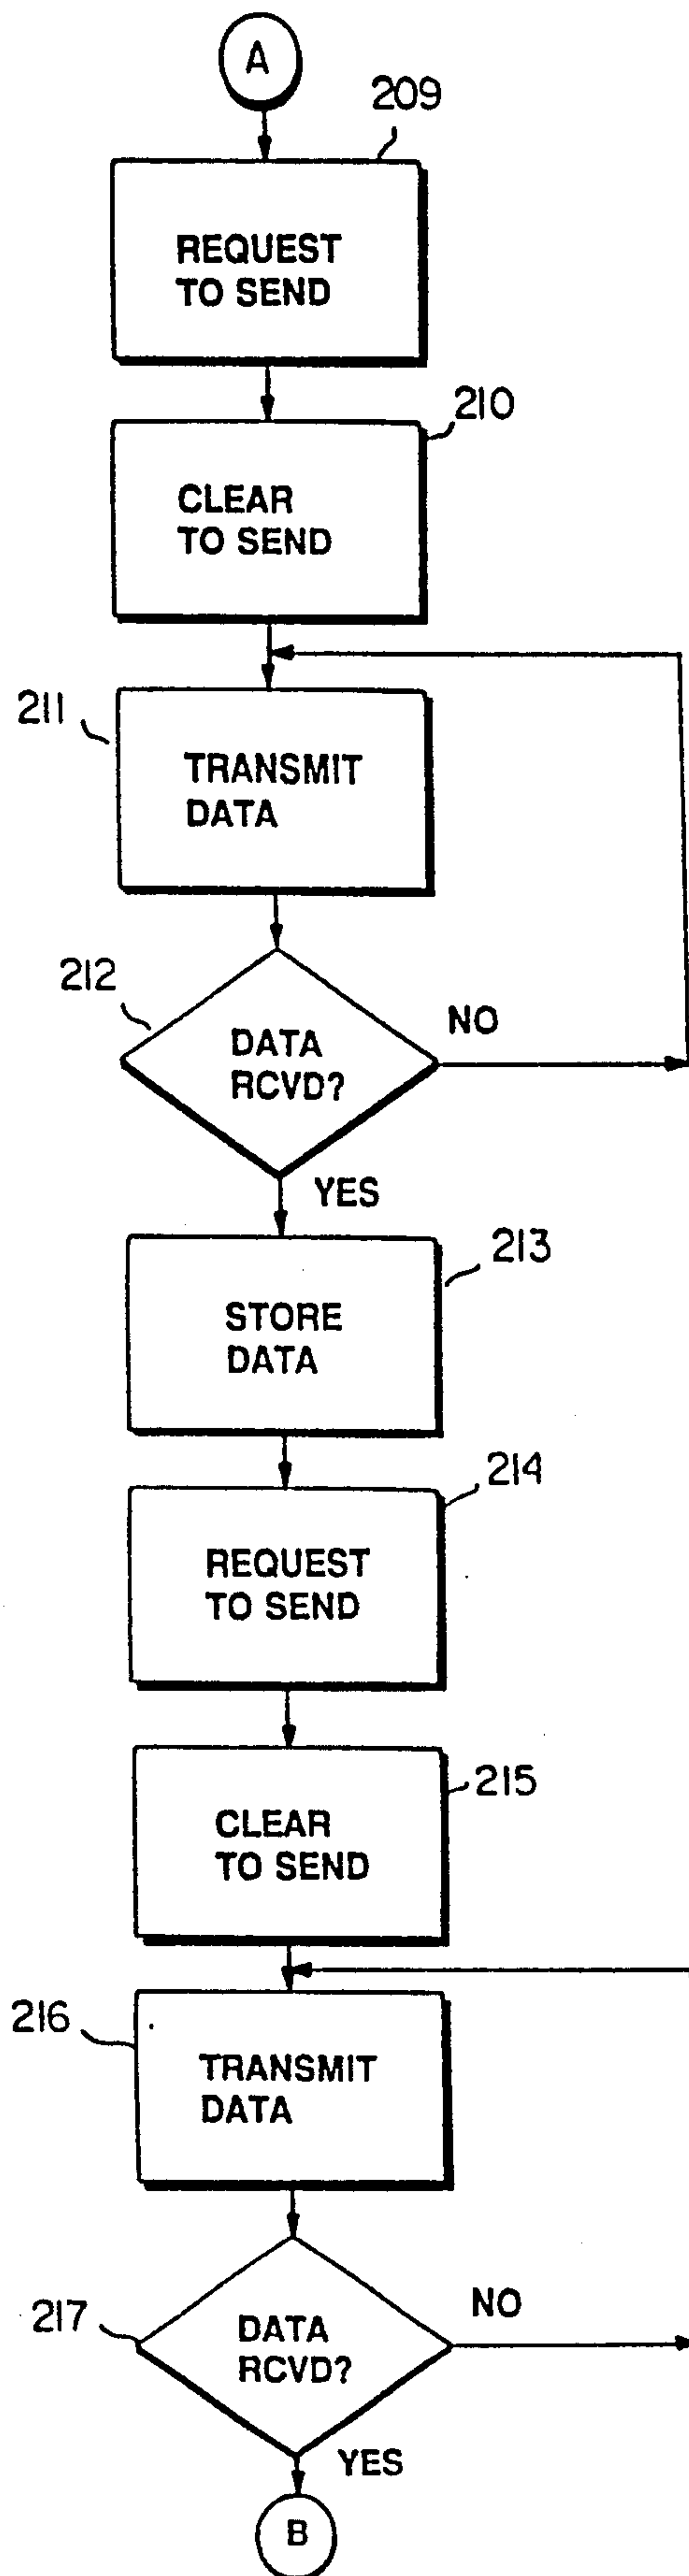 A
209
REQUEST
TO SEND
210
CLEAR
TO SEND
211
TRANSMIT
DATA
212
DATA
RCVD?
NO
YES
213
STORE
DATA
214
REQUEST
TO SEND
215
CLEAR
TO SEND
216
TRANSMIT
DATA
217
DATA
RCVD?
NO
YES
B